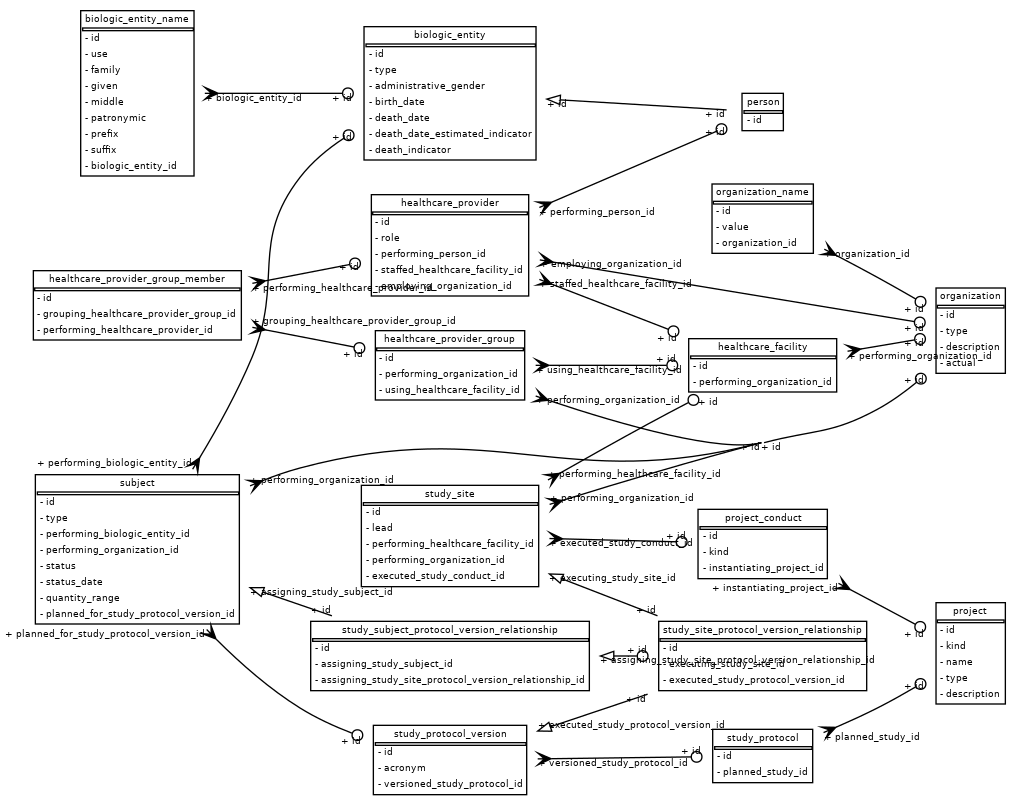 biologic_entity_name
- id
- use
- family
- given
- middle
- patronymic
- prefix
- suffix
- biologic_entity_id
biologic_entity
- id
- type
- administrative_gender
- birth_date
- death_date
- death_date_estimated_indicator
- death_indicator
person
- id
+ biologic_entity_id
+ id
+ id
+ id
+ id
+ id
+ performing_person_id
healthcare_provider
- id
- role
- performing_person_id
- staffed_healthcare_facility_id
- employing_organization_id
organization_name
- id
- value
- organization_id
+ organization_id
+ employing_organization_id
+ staffed_healthcare_facility_id
healthcare_provider_group_member
- id
- grouping_healthcare_provider_group_id
- performing_healthcare_provider_id
+ id
+ performing_healthcare_provider_id
+ grouping_healthcare_provider_group_id
+ id
organization
- id
- type
- description
- actual
+ id
+ id
+ id
+ id
+ performing_organization_id
healthcare_provider_group
- id
- performing_organization_id
- using_healthcare_facility_id
+ id
+ id
+ using_healthcare_facility_id
+ performing_organization_id
healthcare_facility
- id
- performing_organization_id
+ id
+ id
+ id
+ performing_biologic_entity_id
subject
- id
- type
- performing_biologic_entity_id
- performing_organization_id
- status
- status_date
- quantity_range
- planned_for_study_protocol_version_id
+ performing_organization_id
study_site
- id
- lead
- performing_healthcare_facility_id
- performing_organization_id
- executed_study_conduct_id
+ performing_healthcare_facility_id
+ performing_organization_id
+ executed_study_conduct_id
+ id
project_conduct
- id
- kind
- instantiating_project_id
+ instantiating_project_id
+ executing_study_site_id
+ id
+ assigning_study_subject_id
+ id
+ planned_for_study_protocol_version_id
study_subject_protocol_version_relationship
- id
- assigning_study_subject_id
- assigning_study_site_protocol_version_relationship_id
study_site_protocol_version_relationship
- id
- executing_study_site_id
- executed_study_protocol_version_id
+ id
+ assigning_study_site_protocol_version_relationship_id
project
- id
- kind
- name
- type
- description
+ id
+ id
+ id
+ executed_study_protocol_version_id
+ id
study_protocol_version
- id
- acronym
- versioned_study_protocol_id
+ versioned_study_protocol_id
+ id
study_protocol
- id
- planned_study_id
+ planned_study_id